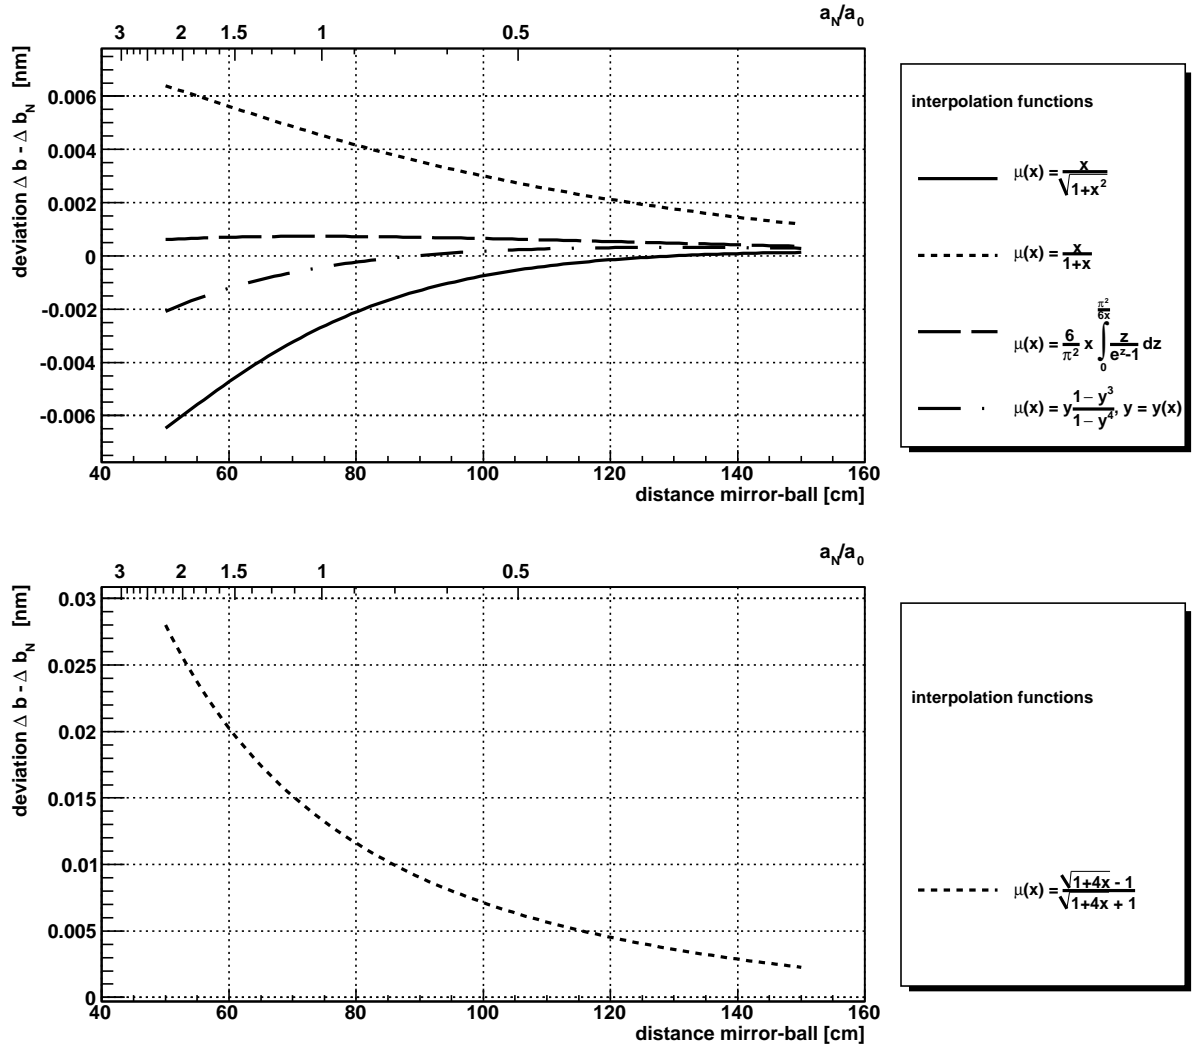 a_N/a_0
3 2 1.5 1 0.5
deviation Δ b - Δ b_N [nm]
0.006
0.004
0.002
0
-0.002
-0.004
-0.006
40 60 80 100 120 140 160
distance mirror-ball [cm]
interpolation functions
μ(x) = x / √1+x²
μ(x) = x / 1+x
μ(x) = 6/π² x ∫₀^(π²/6x) z / e^z-1 dz
μ(x) = y 1 − y³ / 1 − y⁴, y = y(x)
a_N/a_0
3 2 1.5 1 0.5
deviation Δ b - Δ b_N [nm]
0.03
0.025
0.02
0.015
0.01
0.005
0
40 60 80 100 120 140 160
distance mirror-ball [cm]
interpolation functions
μ(x) = √1+4x - 1 / √1+4x + 1